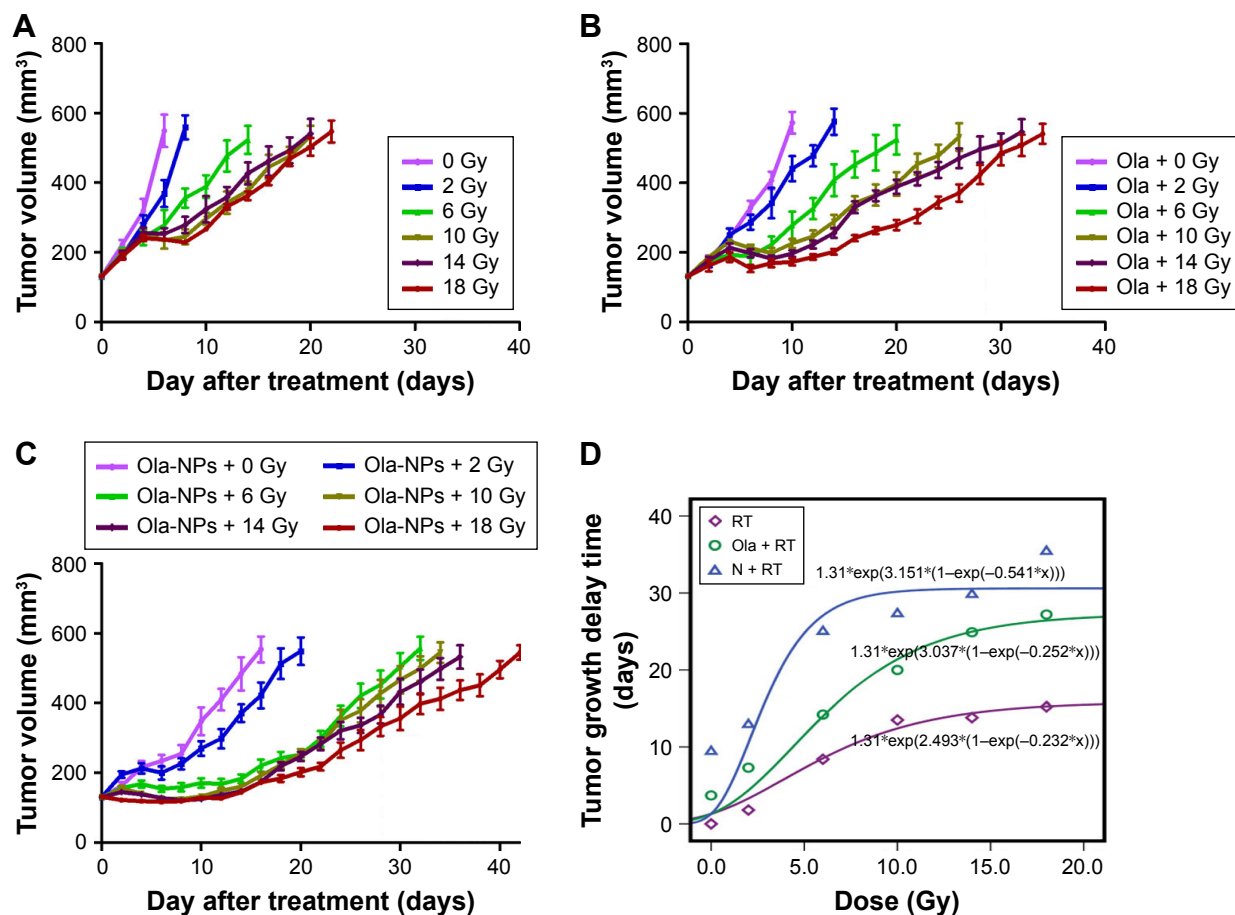 A
Tumor volume (mm³)
800
600
400
200
0
0 10 20 30 40
Day after treatment (days)
0 Gy
2 Gy
6 Gy
10 Gy
14 Gy
18 Gy
B
Tumor volume (mm³)
800
600
400
200
0
0 10 20 30 40
Day after treatment (days)
Ola + 0 Gy
Ola + 2 Gy
Ola + 6 Gy
Ola + 10 Gy
Ola + 14 Gy
Ola + 18 Gy
C
Ola-NPs + 0 Gy Ola-NPs + 2 Gy
Ola-NPs + 6 Gy Ola-NPs + 10 Gy
Ola-NPs + 14 Gy Ola-NPs + 18 Gy
Tumor volume (mm³)
800
600
400
200
0
0 10 20 30 40
Day after treatment (days)
D
Tumor growth delay time
(days)
40
30
20
10
0
RT
Ola + RT
N + RT
1.31*exp(3.151*(1–exp(–0.541*x)))
1.31*exp(3.037*(1–exp(–0.252*x)))
1.31*exp(2.493*(1–exp(–0.232*x)))
0.0 5.0 10.0 15.0 20.0
Dose (Gy)